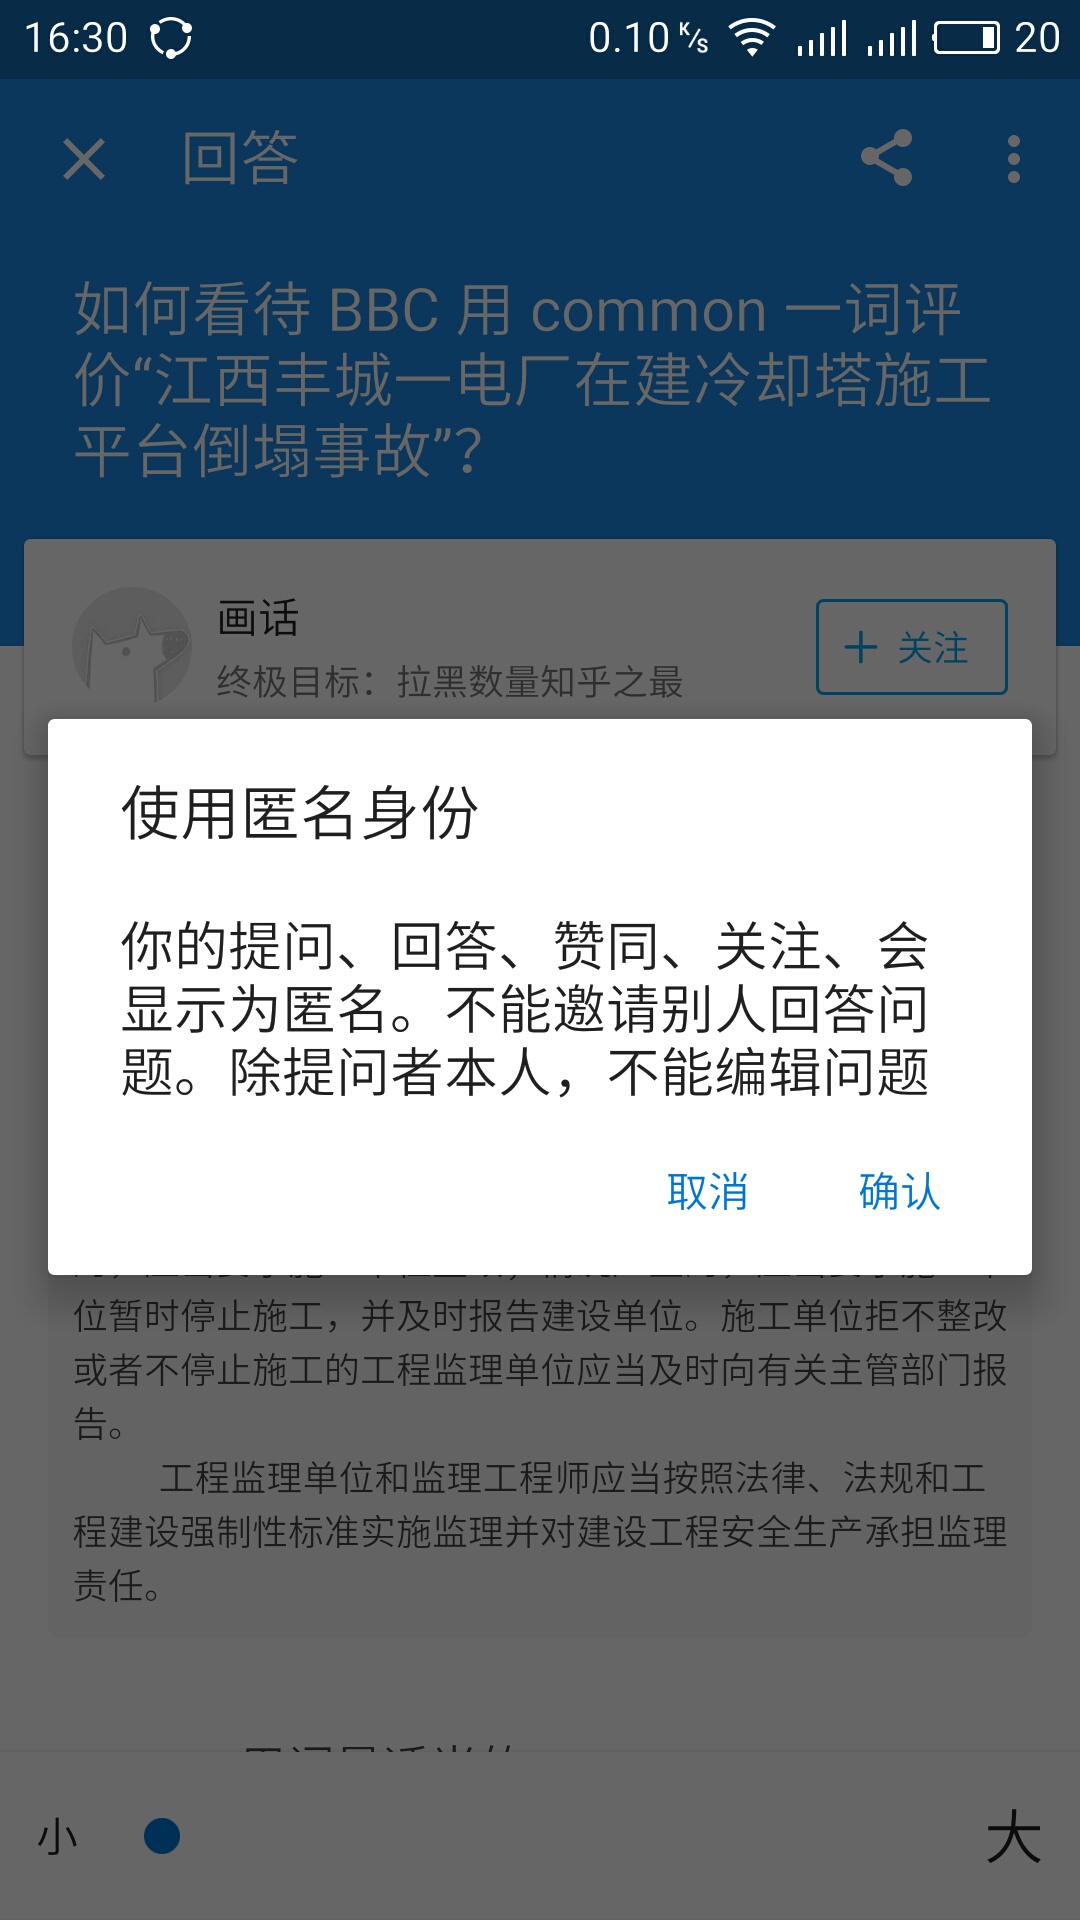 16:30
0.10 K/s
20
回答
如何看待 BBC 用 common 一词评
价“江西丰城一电厂在建冷却塔施工
平台倒塌事故”？
画话
终极目标：拉黑数量知乎之最
关注
使用匿名身份
你的提问、回答、赞同、关注、会
显示为匿名。不能邀请别人回答问
题。除提问者本人，不能编辑问题
取消
确认
位暂时停止施工，并及时报告建设单位。施工单位拒不整改
或者不停止施工的工程监理单位应当及时向有关主管部门报
告。
工程监理单位和监理工程师应当按照法律、法规和工
程建设强制性标准实施监理并对建设工程安全生产承担监理
责任。
小
大